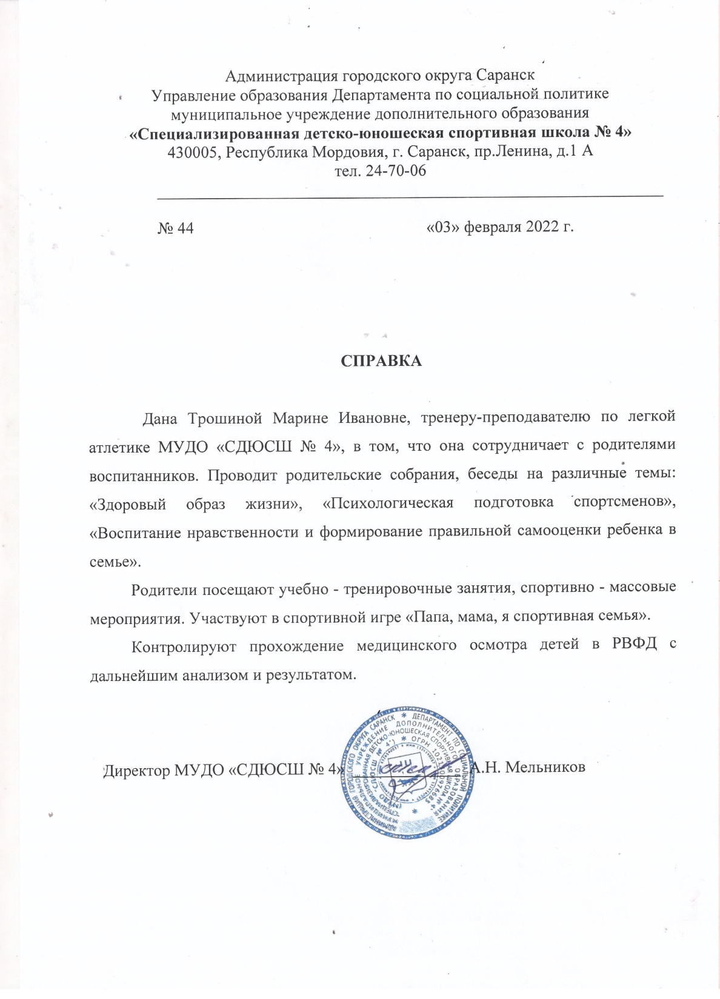 Администрация городского округа Саранск
Управление образования Департамента по социальной политике
муниципальное учреждение дополнительного образования
«Специализированная детско-юношеская спортивная школа № 4»
430005, Республика Мордовия, г. Саранск, пр.Ленина, д.1 А
тел. 24-70-06
№ 44 «03» февраля 2022 г.
СПРАВКА
Дана Трошиной Марине Ивановне, тренеру-преподавателю по легкой
атлетике МУДО «СДЮСШ № 4», в том, что она сотрудничает с родителями
воспитанников. Проводит родительские собрания, беседы на различные темы:
«Здоровый образ жизни», «Психологическая подготовка спортсменов»,
«Воспитание нравственности и формирование правильной самооценки ребенка в
семье».
Родители посещают учебно - тренировочные занятия, спортивно - массовые
мероприятия. Участвуют в спортивной игре «Папа, мама, я спортивная семья».
Контролируют прохождение медицинского осмотра детей в РВФД с
дальнейшим анализом и результатом.
Директор МУДО «СДЮСШ № 4» А.Н. Мельников
ГОРОДСКОГО ОКРУГА САРАНСК * ДЕПАРТАМЕНТ ПО СОЦИАЛЬНОЙ ПОЛИТИКЕ
УЧРЕЖДЕНИЕ ДОПОЛНИТЕЛЬНОГО ОБРАЗОВАНИЯ
ДЕТСКО-ЮНОШЕСКАЯ СПОРТИВНАЯ ШКОЛА № 4"